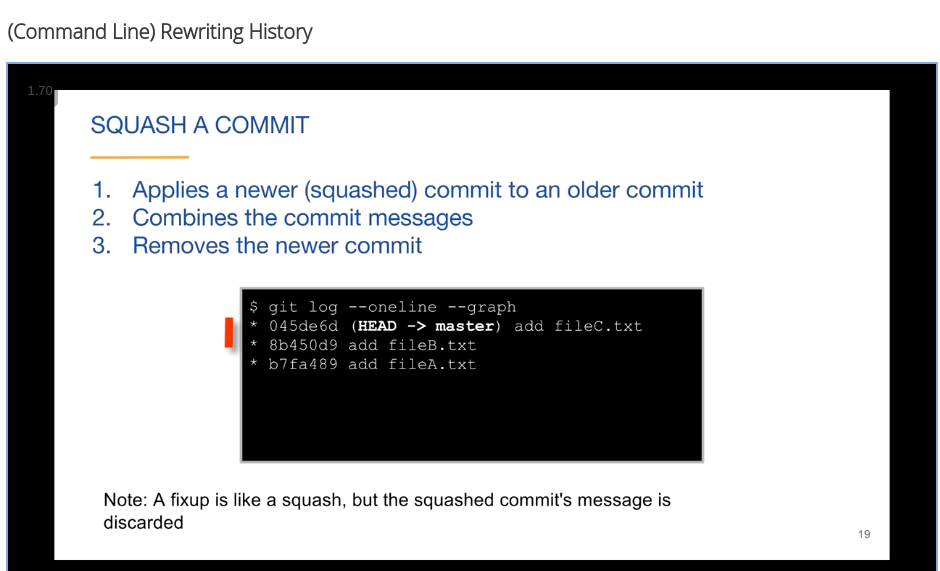 (Command Line) Rewriting History
1.70
SQUASH A COMMIT
1. Applies a newer (squashed) commit to an older commit
2. Combines the commit messages
3. Removes the newer commit
$ git log --oneline --graph
* 045de6d (HEAD -> master) add fileC.txt
* 8b450d9 add fileB.txt
* b7fa489 add fileA.txt
Note: A fixup is like a squash, but the squashed commit's message is
discarded
19